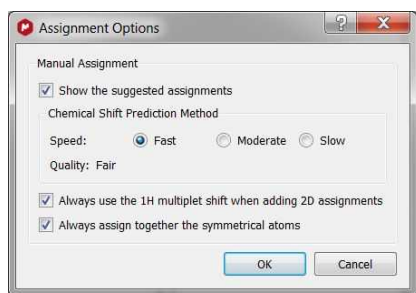 Assignment Options
Manual Assignment
Show the suggested assignments
Chemical Shift Prediction Method
Speed: Fast Moderate Slow
Quality: Fair
Always use the 1H multiplet shift when adding 2D assignments
Always assign together the symmetrical atoms
OK Cancel